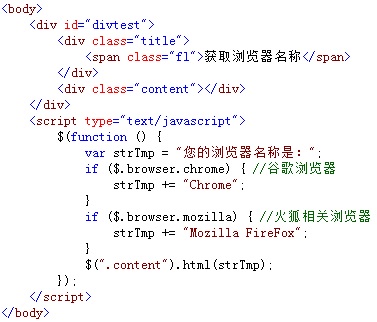 <body>
    <div id="divtest">
        <div class="title">
            <span class="fl">获取浏览器名称</span>
        </div>
        <div class="content"></div>
    </div>
    <script type="text/javascript">
        $(function () {
            var strTmp = "您的浏览器名称是：";
            if ($.browser.chrome) { //谷歌浏览器
                strTmp += "Chrome";
            }
            if ($.browser.mozilla) { //火狐相关浏览器
                strTmp += "Mozilla FireFox";
            }
            $(".content").html(strTmp);
        });
    </script>
</body>